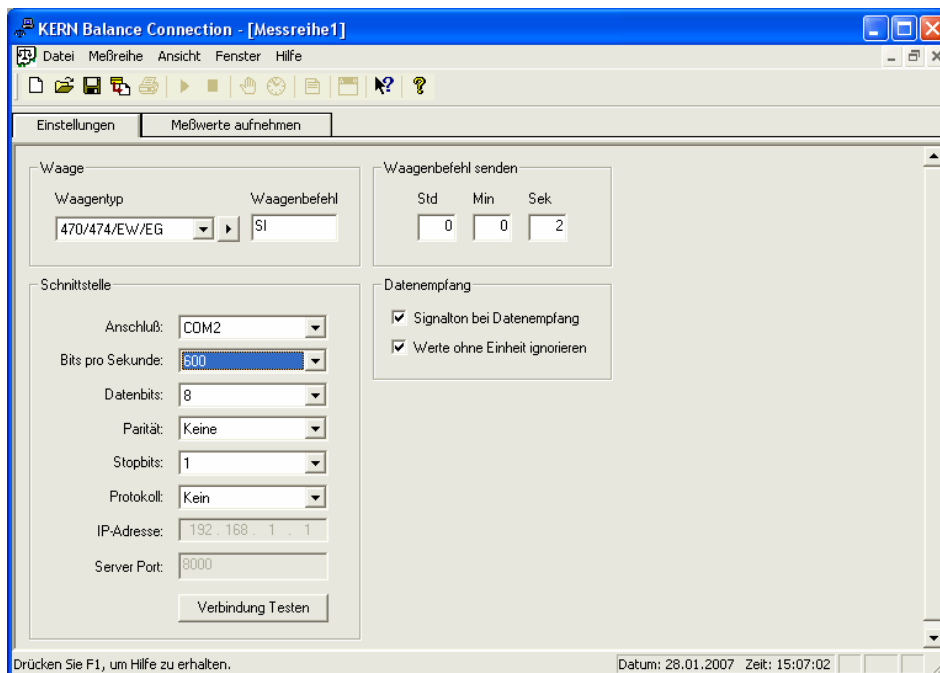 KERN Balance Connection - [Messreihe1]
Datei Meßreihe Ansicht Fenster Hilfe
Einstellungen Meßwerte aufnehmen
Waage
Waagentyp Waagenbefehl
470/474/EW/EG SI
Waagenbefehl senden
Std Min Sek
0 0 2
Schnittstelle
Anschluß: COM2
Bits pro Sekunde: 600
Datenbits: 8
Parität: Keine
Stopbits: 1
Protokoll: Kein
IP-Adresse: 192 . 168 . 1 . 1
Server Port: 8000
Verbindung Testen
Datenempfang
Signalton bei Datenempfang
Werte ohne Einheit ignorieren
Drücken Sie F1, um Hilfe zu erhalten. Datum: 28.01.2007 Zeit: 15:07:02